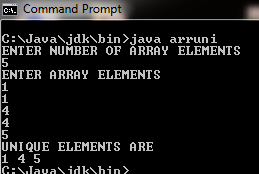 Command Prompt
C:\Java\jdk\bin>java arruni
ENTER NUMBER OF ARRAY ELEMENTS
5
ENTER ARRAY ELEMENTS
1
1
4
4
5
UNIQUE ELEMENTS ARE
1 4 5
C:\Java\jdk\bin>